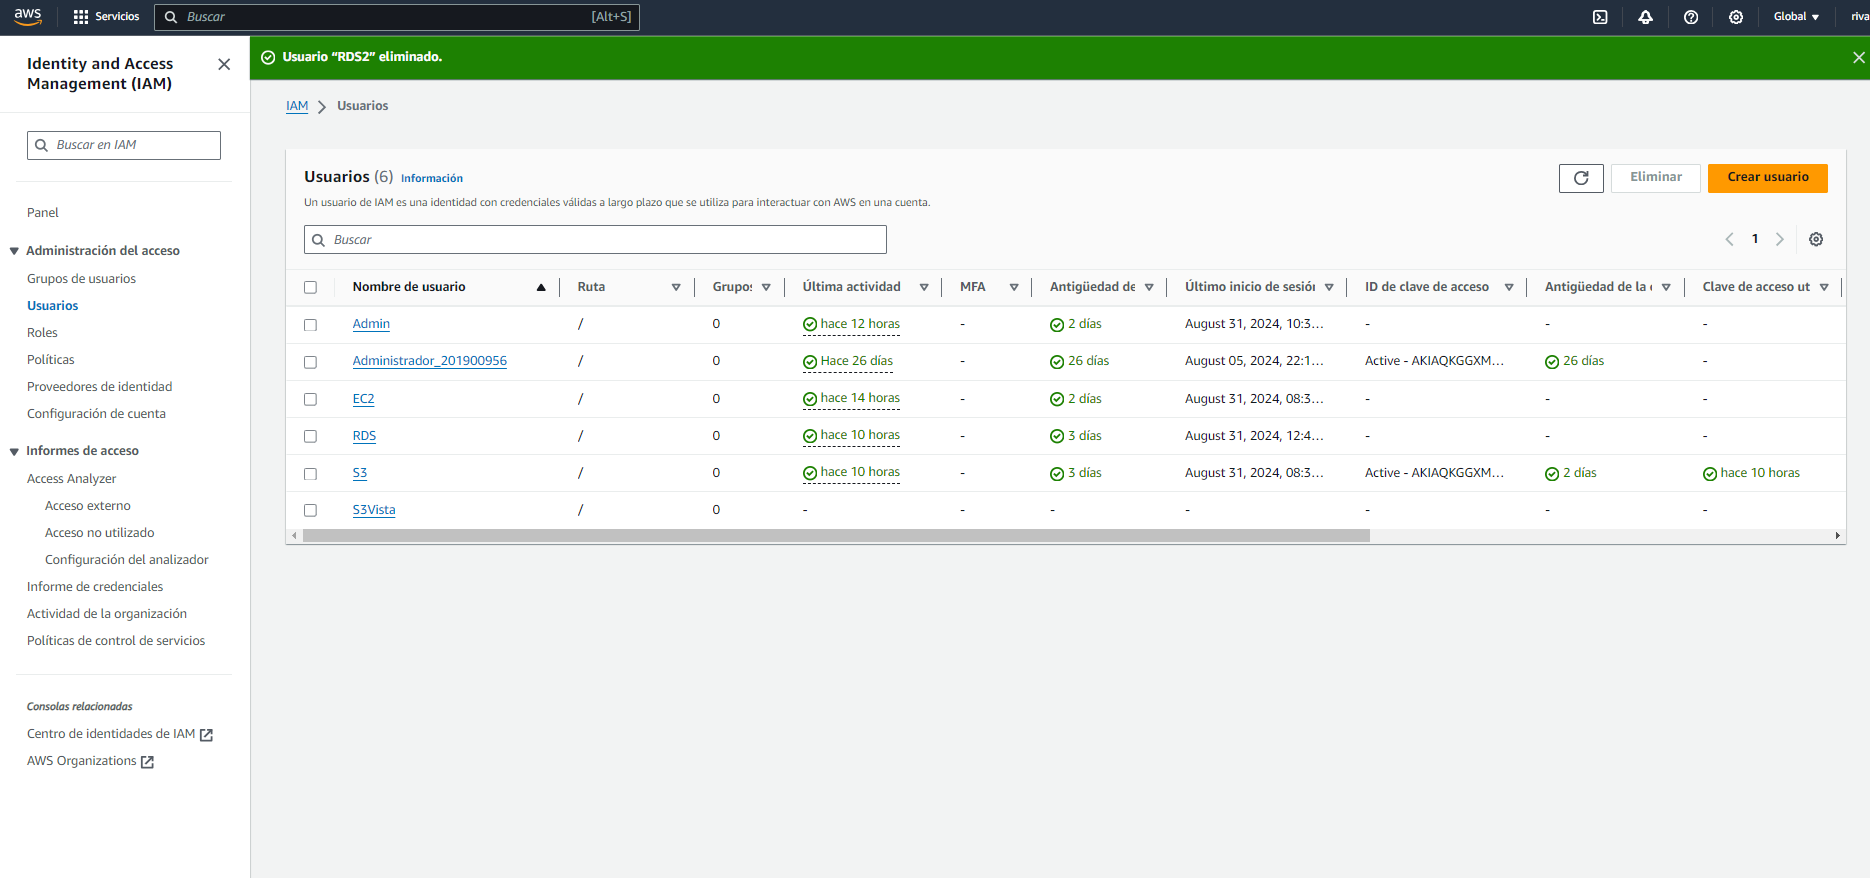 aws Servicios Buscar [Alt+S] Global riva
Identity and Access
Management (IAM)
Usuario “RDS2” eliminado.
Buscar en IAM
Panel
Administración del acceso
Grupos de usuarios
Usuarios
Roles
Políticas
Proveedores de identidad
Configuración de cuenta
Informes de acceso
Access Analyzer
Acceso externo
Acceso no utilizado
Configuración del analizador
Informe de credenciales
Actividad de la organización
Políticas de control de servicios
Consolas relacionadas
Centro de identidades de IAM
AWS Organizations
IAM Usuarios
Usuarios (6) Información
Eliminar Crear usuario
Un usuario de IAM es una identidad con credenciales válidas a largo plazo que se utiliza para interactuar con AWS en una cuenta.
Buscar 1
Nombre de usuario Ruta Grupos Última actividad MFA Antigüedad de Último inicio de sesión ID de clave de acceso Antigüedad de la c Clave de acceso ut
Admin / 0 hace 12 horas - 2 días August 31, 2024, 10:3... - - -
Administrador_201900956 / 0 Hace 26 días - 26 días August 05, 2024, 22:1... Active - AKIAQKGGXM... 26 días -
EC2 / 0 hace 14 horas - 2 días August 31, 2024, 08:3... - - -
RDS / 0 hace 10 horas - 3 días August 31, 2024, 12:4... - - -
S3 / 0 hace 10 horas - 3 días August 31, 2024, 08:3... Active - AKIAQKGGXM... 2 días hace 10 horas
S3Vista / 0 - - - - - - -